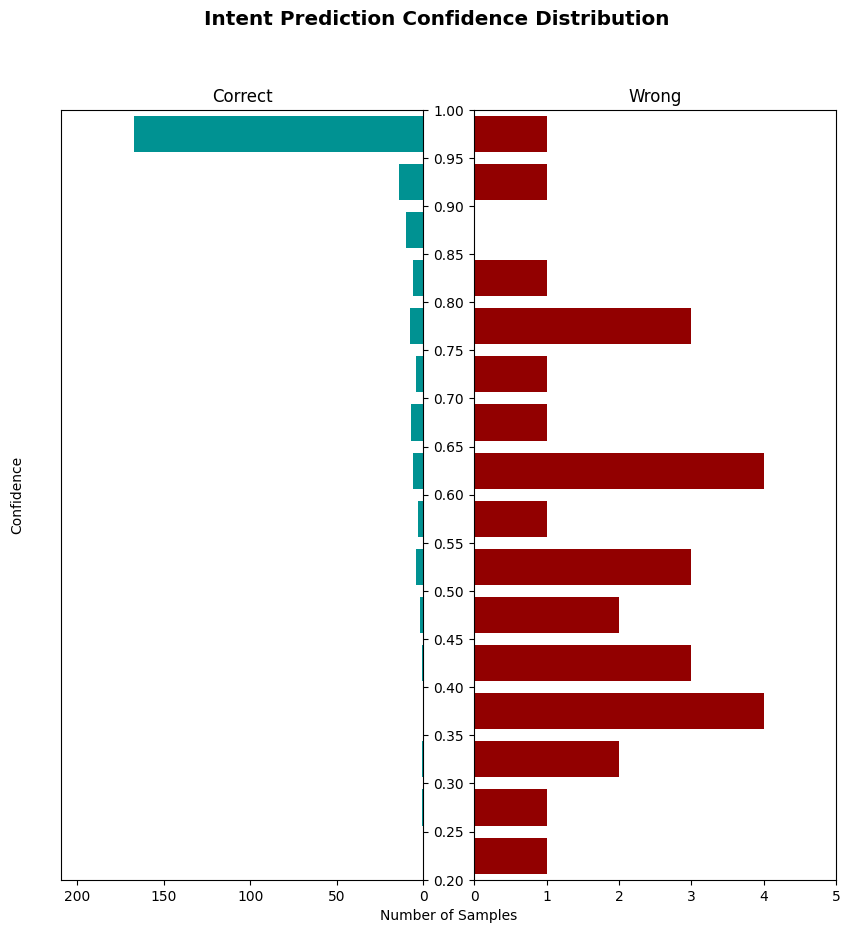 Intent Prediction Confidence Distribution
Correct
Wrong
1.00
0.95
0.90
0.85
0.80
0.75
0.70
0.65
0.60
0.55
0.50
0.45
0.40
0.35
0.30
0.25
0.20
Confidence
200 150 100 50 0
0 1 2 3 4 5
Number of Samples